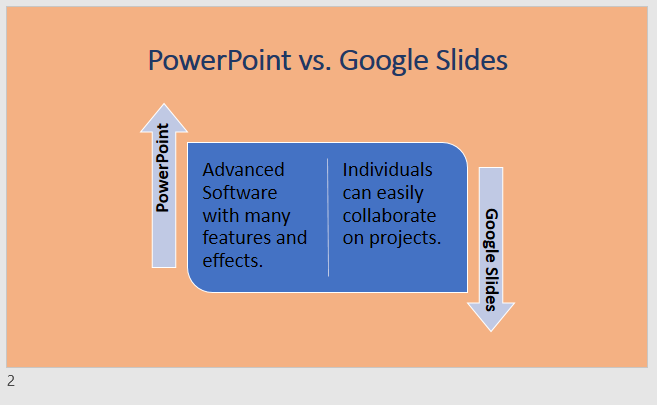 PowerPoint vs. Google Slides
PowerPoint
Advanced
Software
with many
features and
effects.
Individuals
can easily
collaborate
on projects.
Google Slides
2